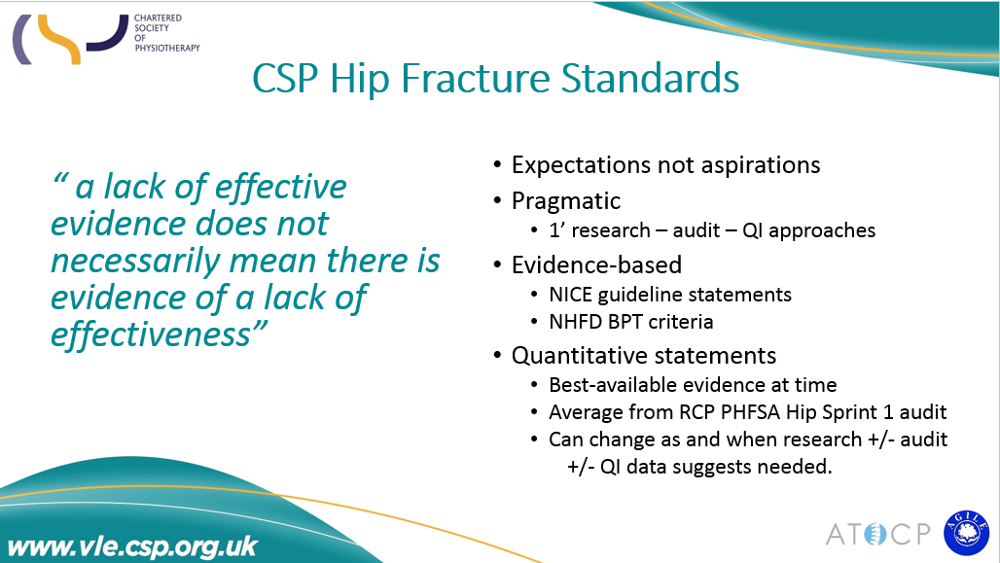 CHARTERED
SOCIETY
OF
PHYSIOTHERAPY
CSP Hip Fracture Standards
“ a lack of effective
evidence does not
necessarily mean there is
evidence of a lack of
effectiveness”
• Expectations not aspirations
• Pragmatic
• 1’ research – audit – QI approaches
• Evidence-based
• NICE guideline statements
• NHFD BPT criteria
• Quantitative statements
• Best-available evidence at time
• Average from RCP PHFSA Hip Sprint 1 audit
• Can change as and when research +/- audit
+/- QI data suggests needed.
www.vle.csp.org.uk
ATOCP
AGILE